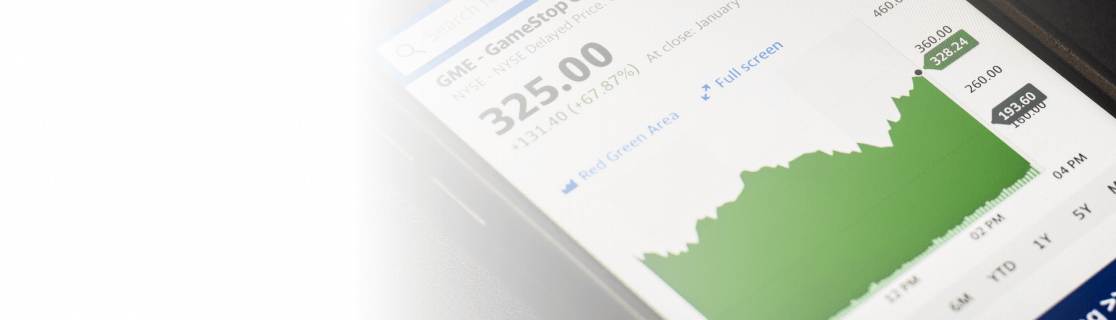 Search
GME - GameStop
NYSE - NYSE Delayed Price.
325.00
+131.40 (+67.87%) At close: January
Red Green Area
Full screen
460.0
360.00
328.24
260.00
193.60
160.00
12 PM
02 PM
04 PM
6M YTD 1Y 5Y